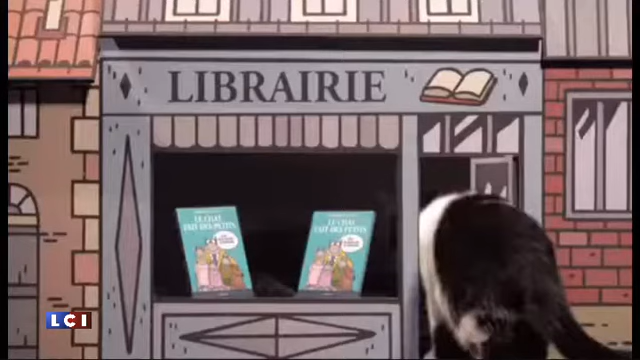 LIBRAIRIE
LE CHAT
FAIT DES PETITS
LE CHAT
FAIT DES PETITS
LCI